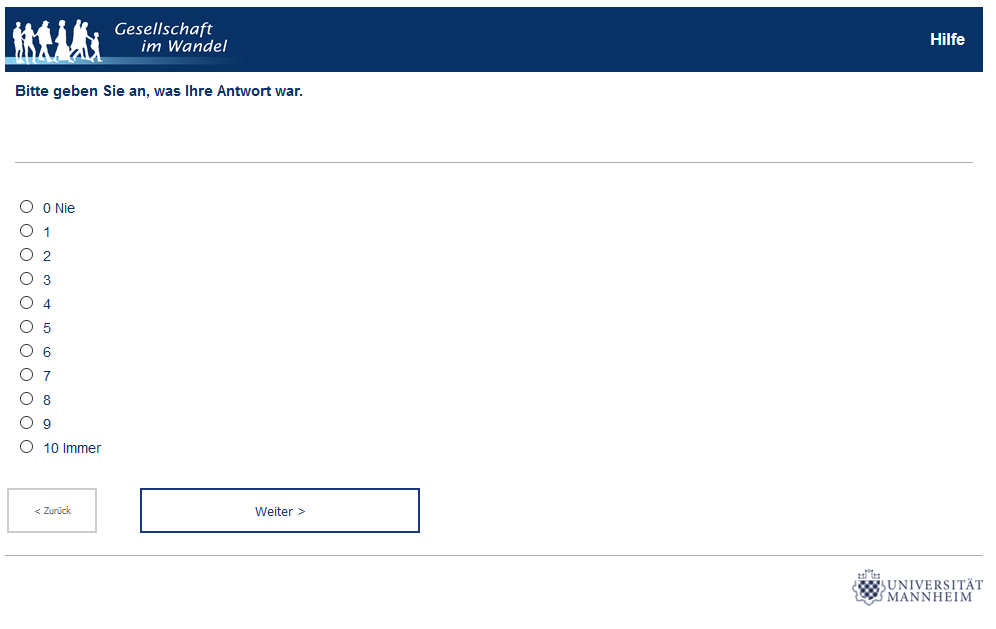 Gesellschaft
im Wandel
Hilfe
Bitte geben Sie an, was Ihre Antwort war.
0 Nie
1
2
3
4
5
6
7
8
9
10 Immer
< Zurück
Weiter >
UNIVERSITÄT
MANNHEIM